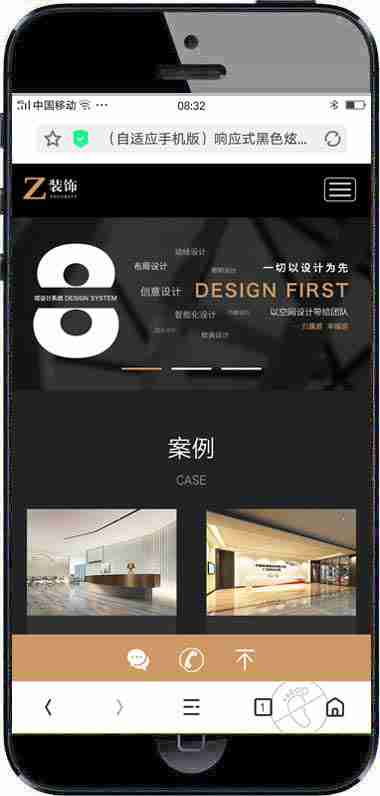 中国移动
08:32
（自适应手机版）响应式黑色炫...
Z装饰
动线设计
布局设计
创意设计
智能化设计
软装设计
8
塔设计系统 DESIGN SYSTEM
一切以设计为先
DESIGN FIRST
以空间设计带给团队
案例
CASE
1